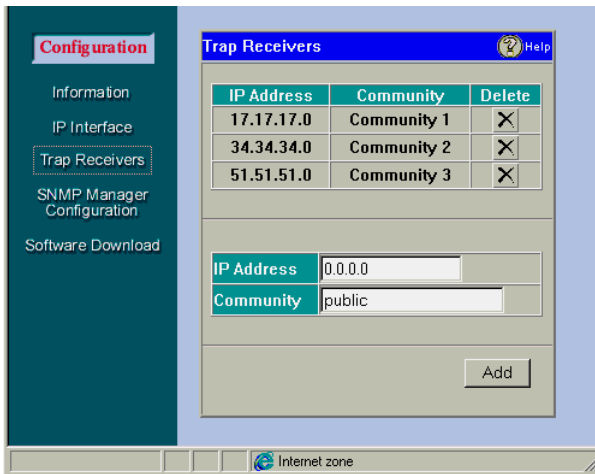 Configuration
Information
IP Interface
Trap Receivers
SNMP Manager
Configuration
Software Download
Trap Receivers
Help
IP Address Community Delete
17.17.17.0 Community 1 X
34.34.34.0 Community 2 X
51.51.51.0 Community 3 X
IP Address 0.0.0.0
Community public
Add
Internet zone